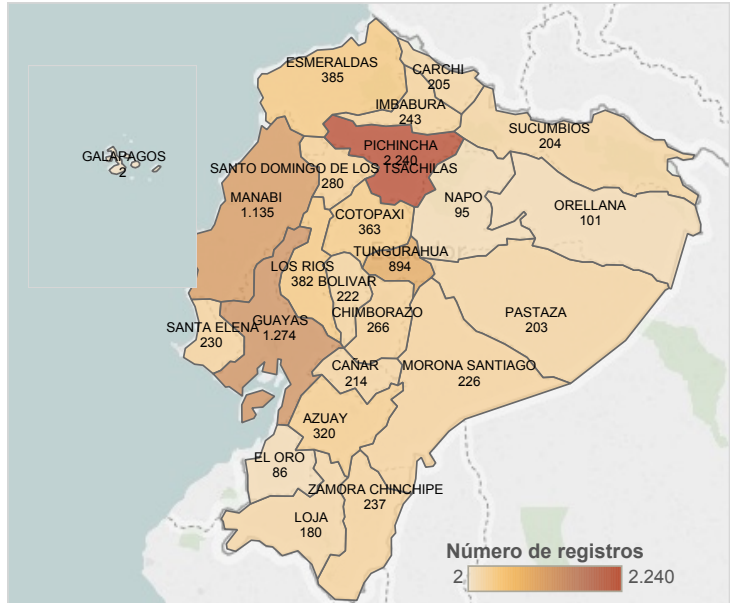 ESMERALDAS
385
CARCHI
205
IMBABURA
243
SUCUMBIOS
204
PICHINCHA
2.240
GALAPAGOS
2
SANTO DOMINGO DE LOS TSACHILAS
280
MANABI
1.135
NAPO
95
ORELLANA
101
COTOPAXI
363
TUNGURAHUA
894
LOS RIOS
382
BOLIVAR
222
CHIMBORAZO
266
PASTAZA
203
GUAYAS
1.274
SANTA ELENA
230
CAÑAR
214
MORONA SANTIAGO
226
AZUAY
320
EL ORO
86
ZAMORA CHINCHIPE
237
LOJA
180
Número de registros
2 2.240